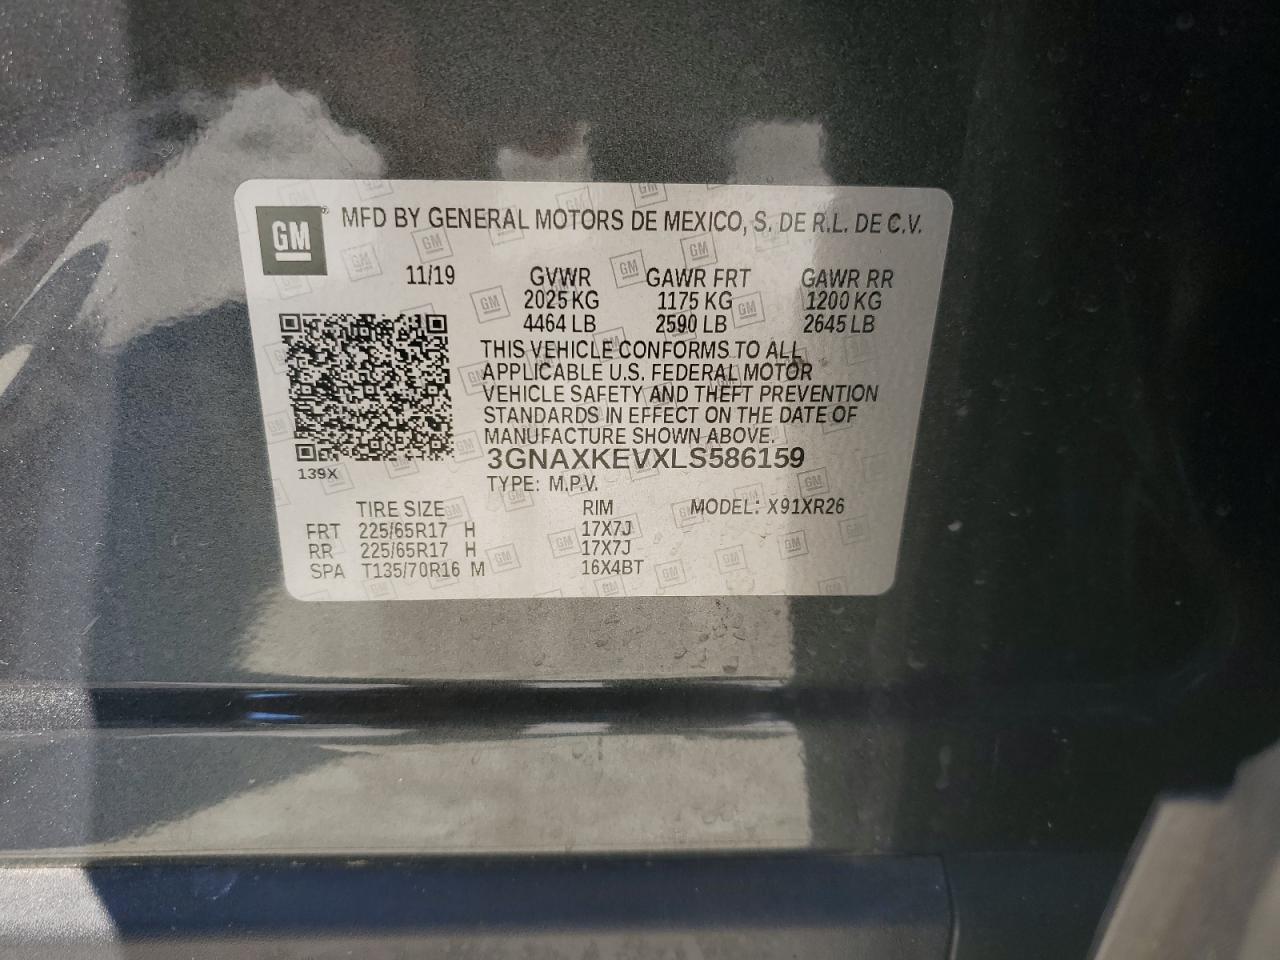 GM® MFD BY GENERAL MOTORS DE MEXICO, S. DE R.L. DE C.V.
11/19 GVWR GAWR FRT GAWR RR
2025 KG 1175 KG 1200 KG
4464 LB 2590 LB 2645 LB
THIS VEHICLE CONFORMS TO ALL
APPLICABLE U.S. FEDERAL MOTOR
VEHICLE SAFETY AND THEFT PREVENTION
STANDARDS IN EFFECT ON THE DATE OF
MANUFACTURE SHOWN ABOVE.
3GNAXKEVXLS586159
139X
TYPE: M.P.V.
TIRE SIZE RIM MODEL: X91XR26
FRT 225/65R17 H 17X7J
RR 225/65R17 H 17X7J
SPA T135/70R16 M 16X4BT